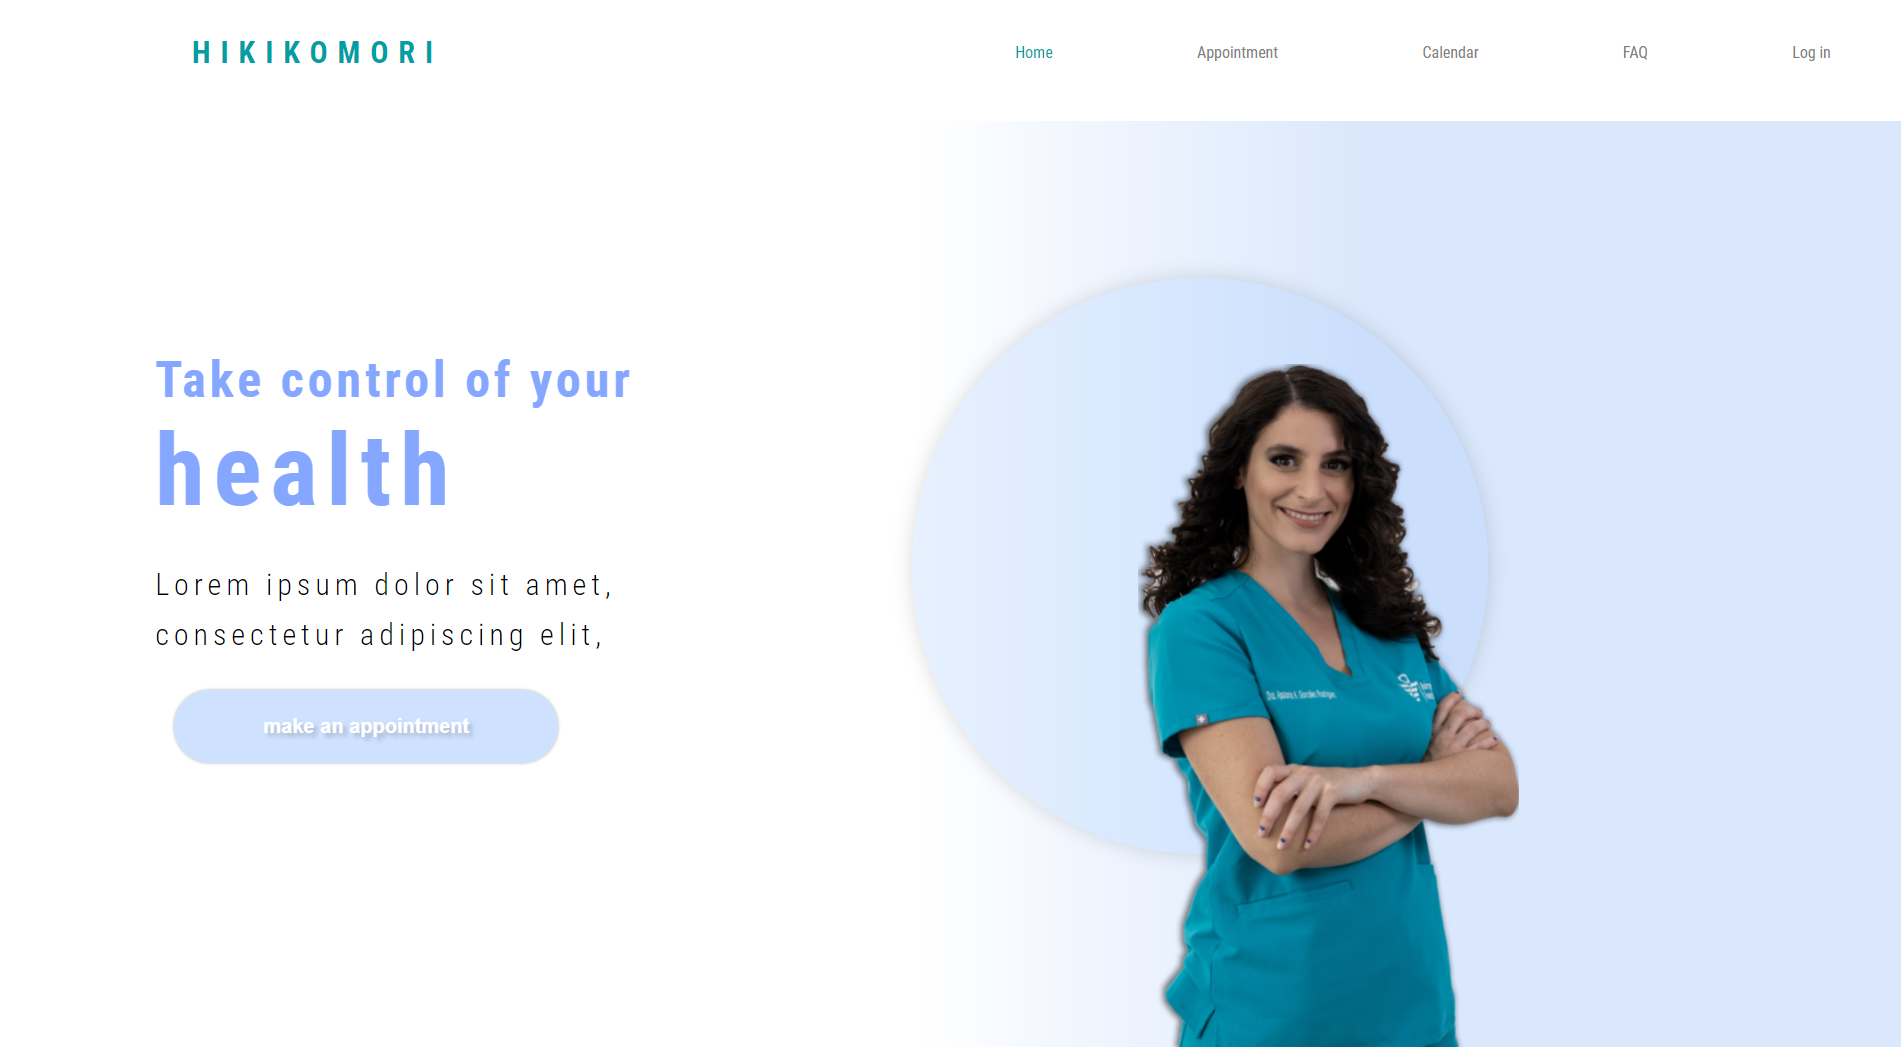 HIKIKOMORI
Home
Appointment
Calendar
FAQ
Log in
Take control of your
health
Lorem ipsum dolor sit amet,
consectetur adipiscing elit,
make an appointment